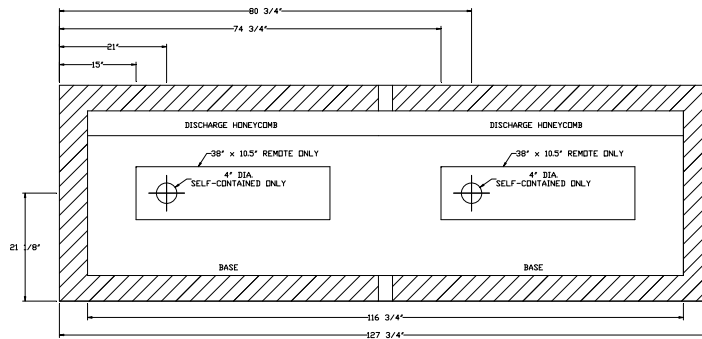 80 3/4"
74 3/4"
21"
15"
DISCHARGE HONEYCOMB
DISCHARGE HONEYCOMB
38" x 10.5" REMOTE ONLY
38" x 10.5" REMOTE ONLY
4" DIA.
SELF-CONTAINED ONLY
4" DIA.
SELF-CONTAINED ONLY
21 1/8"
BASE
BASE
116 3/4"
127 3/4"